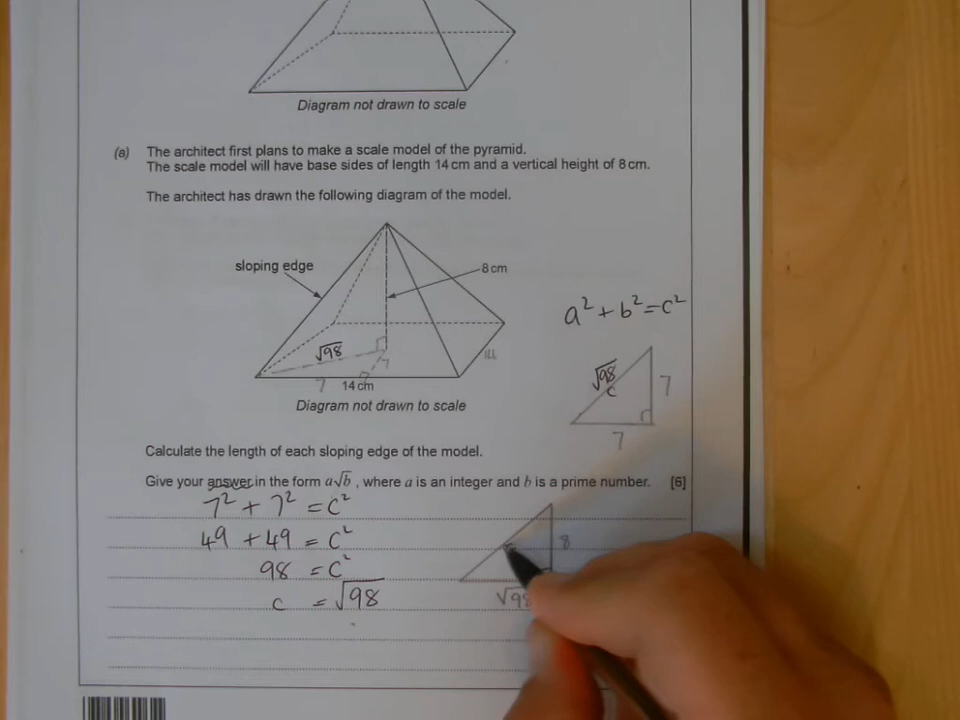 Diagram not drawn to scale
(a) The architect first plans to make a scale model of the pyramid.
The scale model will have base sides of length 14 cm and a vertical height of 8 cm.
The architect has drawn the following diagram of the model.
sloping edge
8 cm
a² + b² = c²
√98
7
7
14 cm
Diagram not drawn to scale
√98
c
7
7
Calculate the length of each sloping edge of the model.
Give your answer in the form a√b , where a is an integer and b is a prime number. [6]
7² + 7² = c²
49 + 49 = c²
98 = c²
c = √98
8
√98